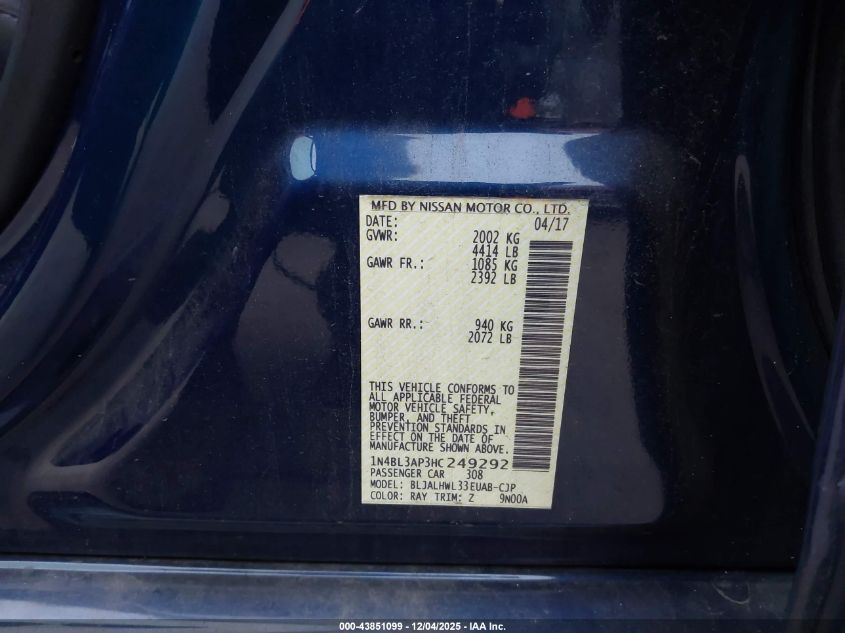 MFD BY NISSAN MOTOR CO., LTD.
DATE: 04/17
GVWR: 2002 KG
4414 LB
GAWR FR.: 1085 KG
2392 LB
GAWR RR.: 940 KG
2072 LB
THIS VEHICLE CONFORMS TO
ALL APPLICABLE FEDERAL
MOTOR VEHICLE SAFETY,
BUMPER, AND THEFT
PREVENTION STANDARDS IN
EFFECT ON THE DATE OF
MANUFACTURE SHOWN ABOVE.
1N4BL3AP3HC249292
PASSENGER CAR 308
MODEL: BLJALHWL33EUAB-CJP
COLOR: RAY TRIM: Z 9N00A
000-43851099 - 12/04/2025 - IAA Inc.